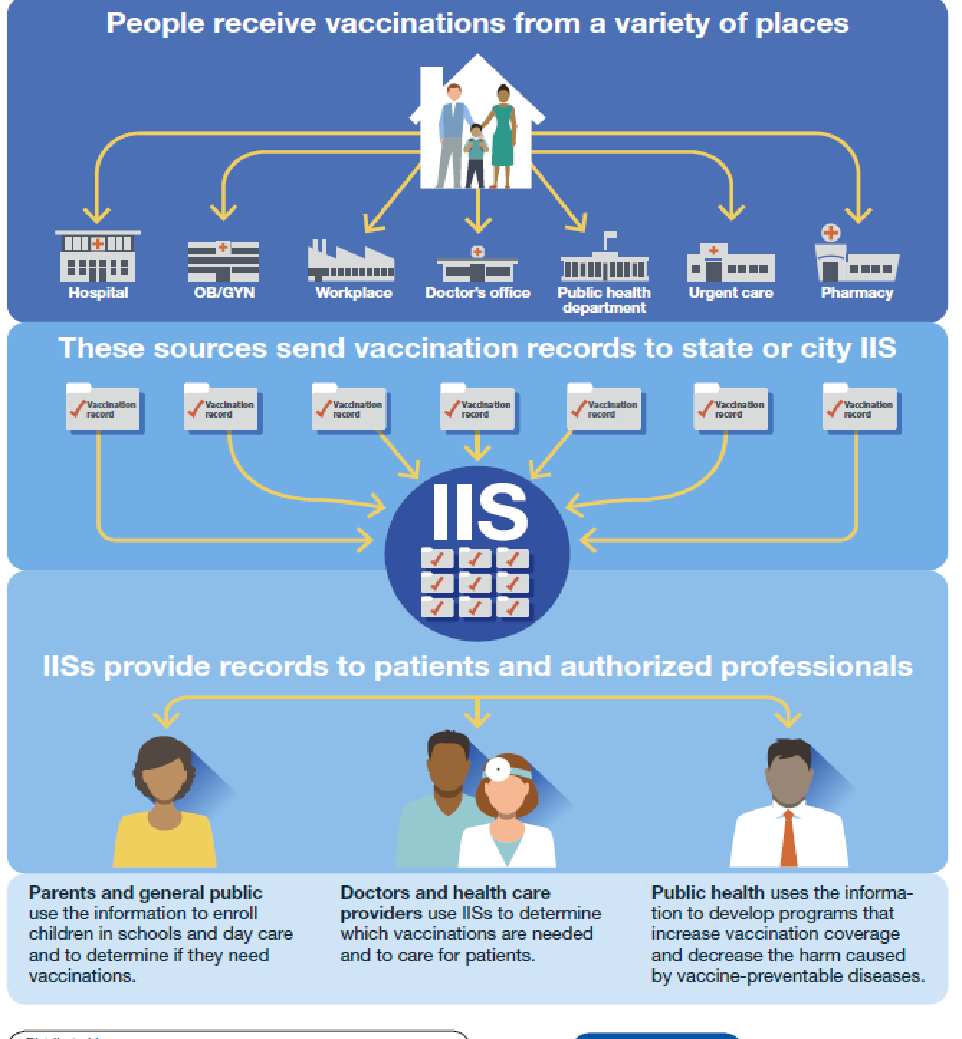 People receive vaccinations from a variety of places
Hospital
OB/GYN
Workplace
Doctor's office
Public health
department
Urgent care
Pharmacy
These sources send vaccination records to state or city IIS
Vaccination
record
Vaccination
record
Vaccination
record
Vaccination
record
Vaccination
record
Vaccination
record
Vaccination
record
IIS
IISs provide records to patients and authorized professionals
Parents and general public
use the information to enroll
children in schools and day care
and to determine if they need
vaccinations.
Doctors and health care
providers use IISs to determine
which vaccinations are needed
and to care for patients.
Public health uses the informa-
tion to develop programs that
increase vaccination coverage
and decrease the harm caused
by vaccine-preventable diseases.